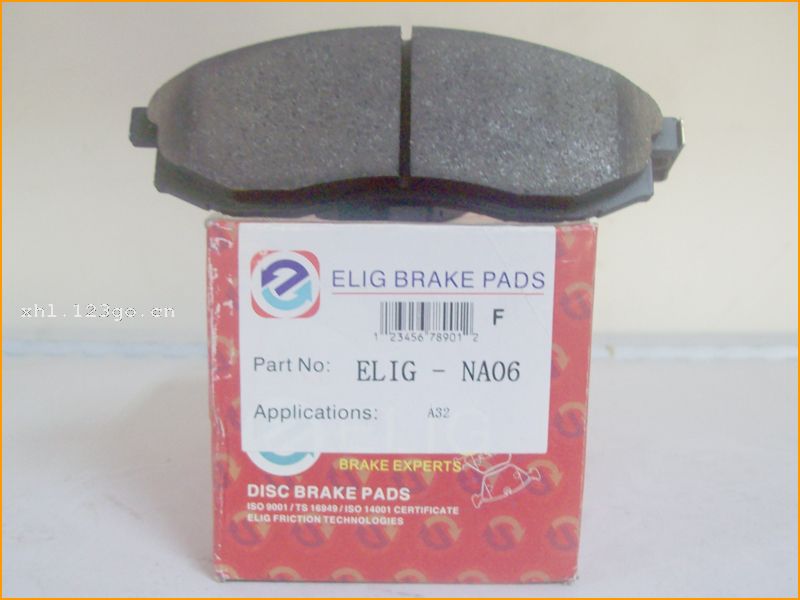 ELIG BRAKE PADS
xhl.123go.cn
1 23456 78901 2
F
Part No: ELIG - NA06
Applications: A32
BRAKE EXPERTS
DISC BRAKE PADS
ISO 9001 / TS 16949 / ISO 14001 CERTIFICATE
ELIG FRICTION TECHNOLOGIES